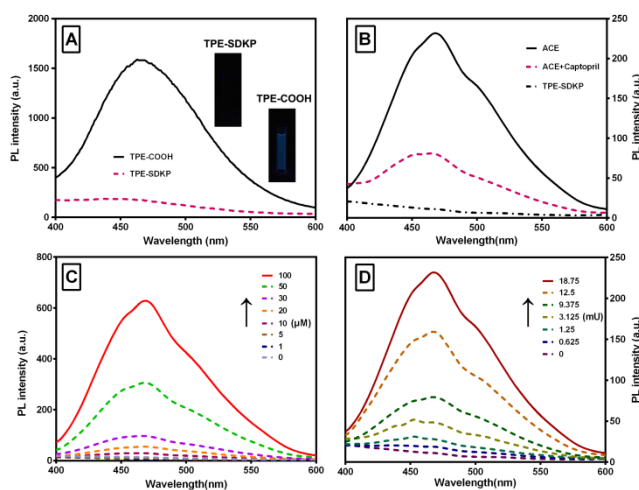 A
TPE-SDKP
TPE-COOH
TPE-COOH
TPE-SDKP
PL intensity (a.u.)
2000
1500
1000
500
0
400 450 500 550 600
Wavelength (nm)
B
ACE
ACE+Captopril
TPE-SDKP
PL intensity (a.u.)
250
200
150
100
50
0
400 450 500 550 600
Wavelength(nm)
C
100
50
30
20
10 (µM)
5
1
0
PL intensity (a.u.)
800
600
400
200
0
400 450 500 550 600
Wavelength(nm)
D
18.75
12.5
9.375
3.125 (mU)
1.25
0.625
0
PL intensity (a.u.)
250
200
150
100
50
0
400 450 500 550 600
Wavelength(nm)